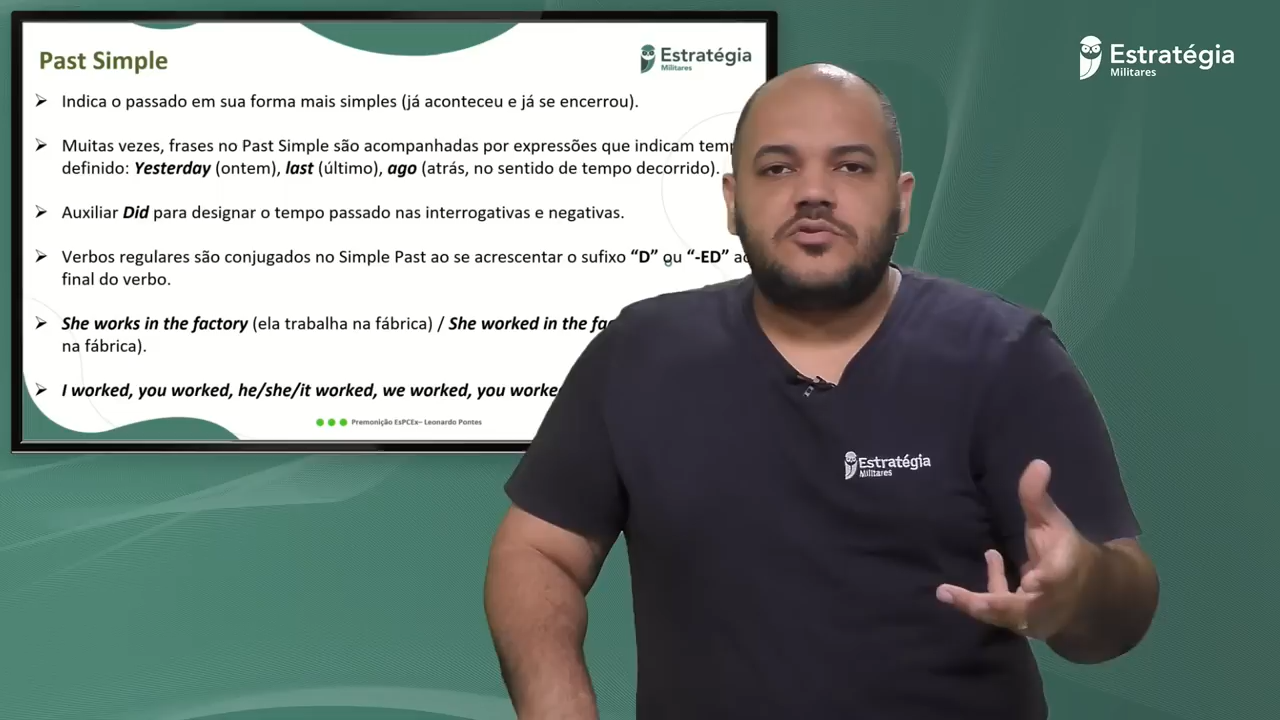 Past Simple
Estratégia
Militares
Indica o passado em sua forma mais simples (já aconteceu e já se encerrou).
Muitas vezes, frases no Past Simple são acompanhadas por expressões que indicam
definido: Yesterday (ontem), last (último), ago (atrás, no sentido de tempo decorrido).
Auxiliar Did para designar o tempo passado nas interrogativas e negativas.
Verbos regulares são conjugados no Simple Past ao se acrescentar o sufixo “D” ou “-ED”
final do verbo.
She works in the factory (ela trabalha na fábrica) / She worked in the
na fábrica).
I worked, you worked, he/she/it worked, we worked, you
Premonição EsPCEx– Leonardo Pontes
Estratégia
Militares
Estratégia
Militares